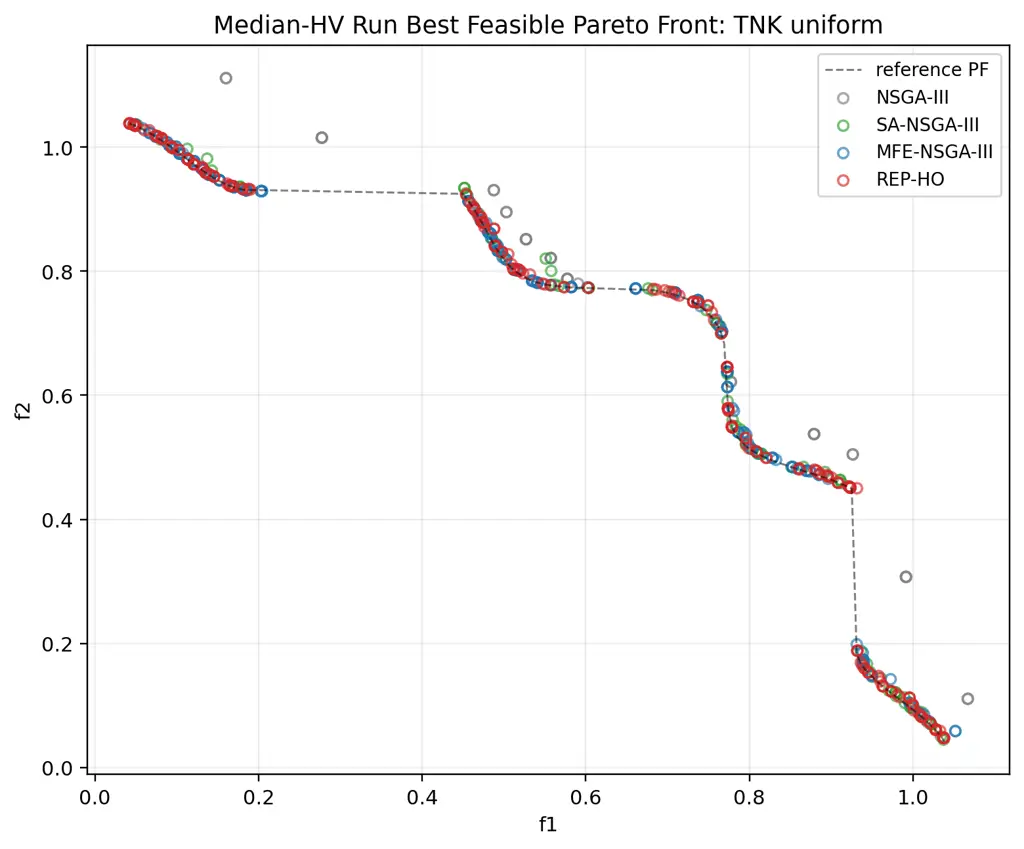 Median-HV Run Best Feasible Pareto Front: TNK uniform
reference PF
NSGA-III
SA-NSGA-III
MFE-NSGA-III
REP-HO
f2
1.0
0.8
0.6
0.4
0.2
0.0
0.0 0.2 0.4 0.6 0.8 1.0
f1